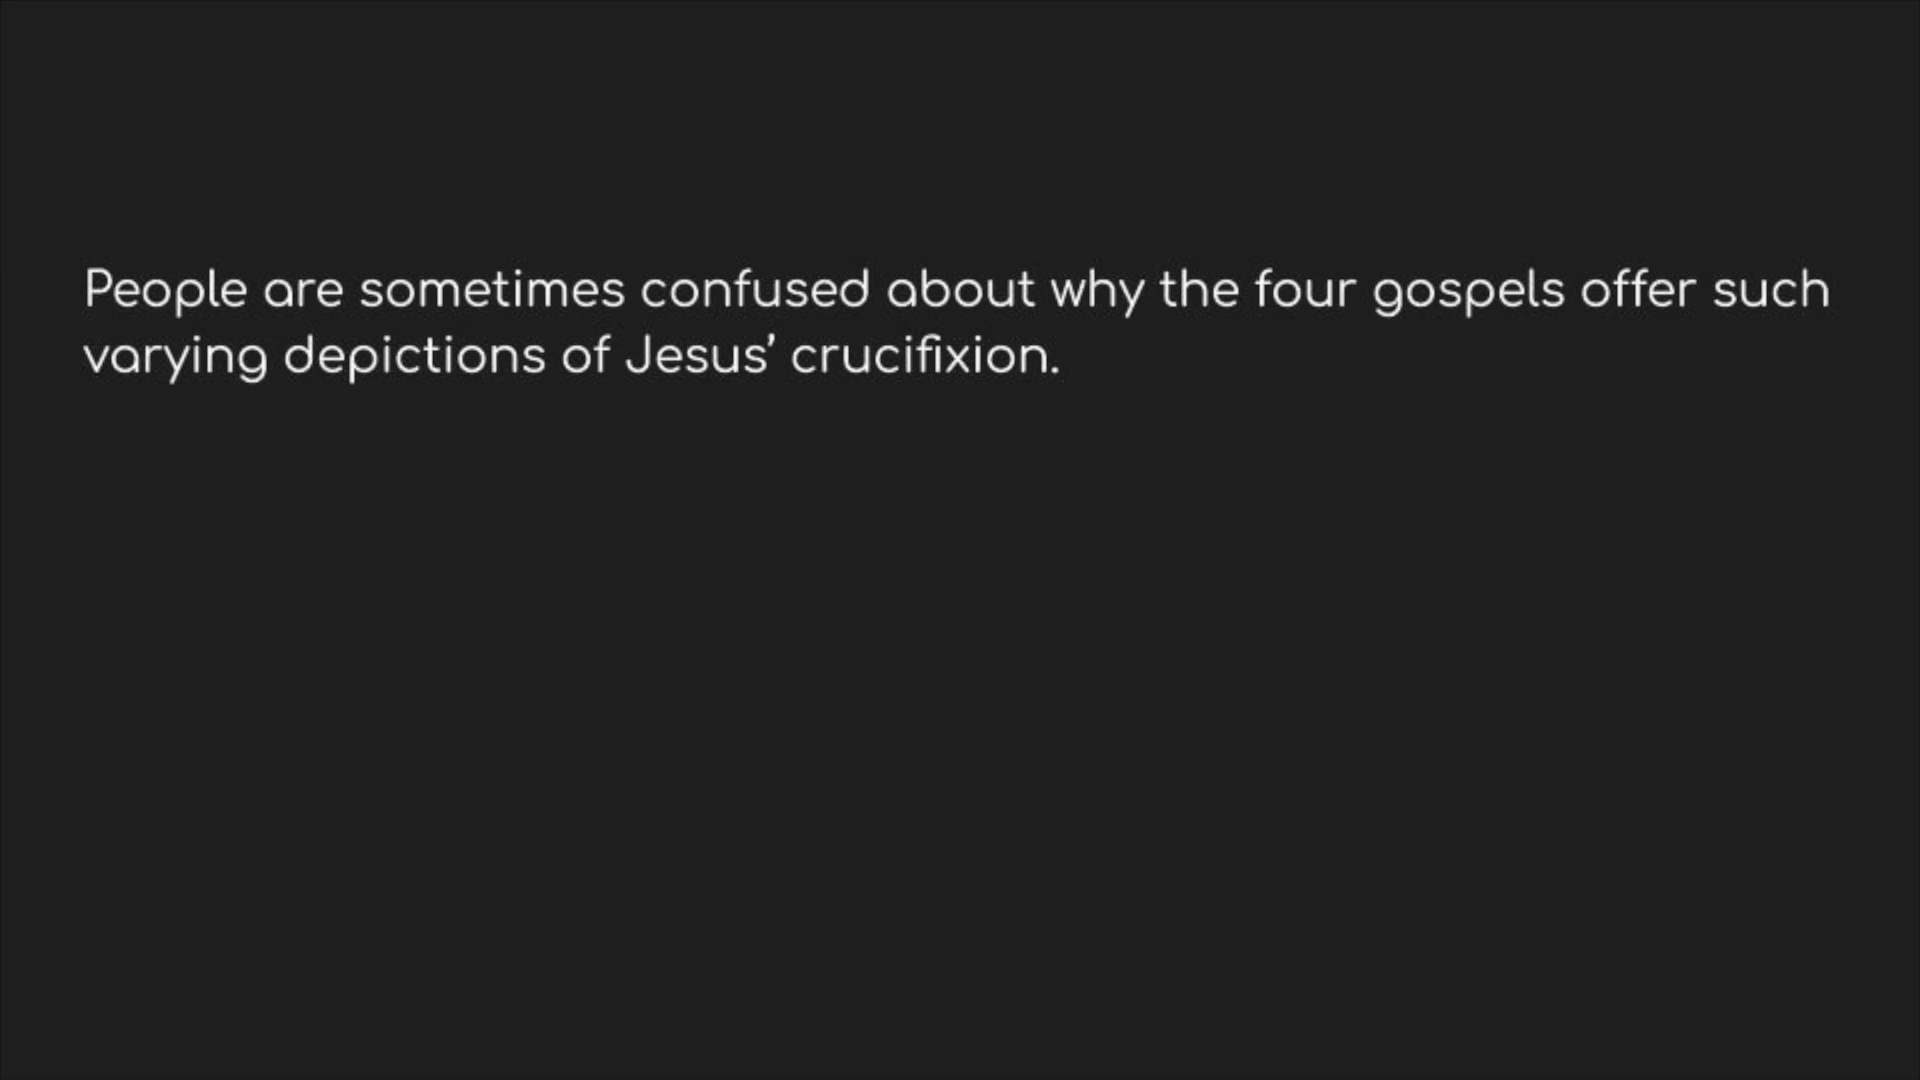 People are sometimes confused about why the four gospels offer such
varying depictions of Jesus’ crucifixion.